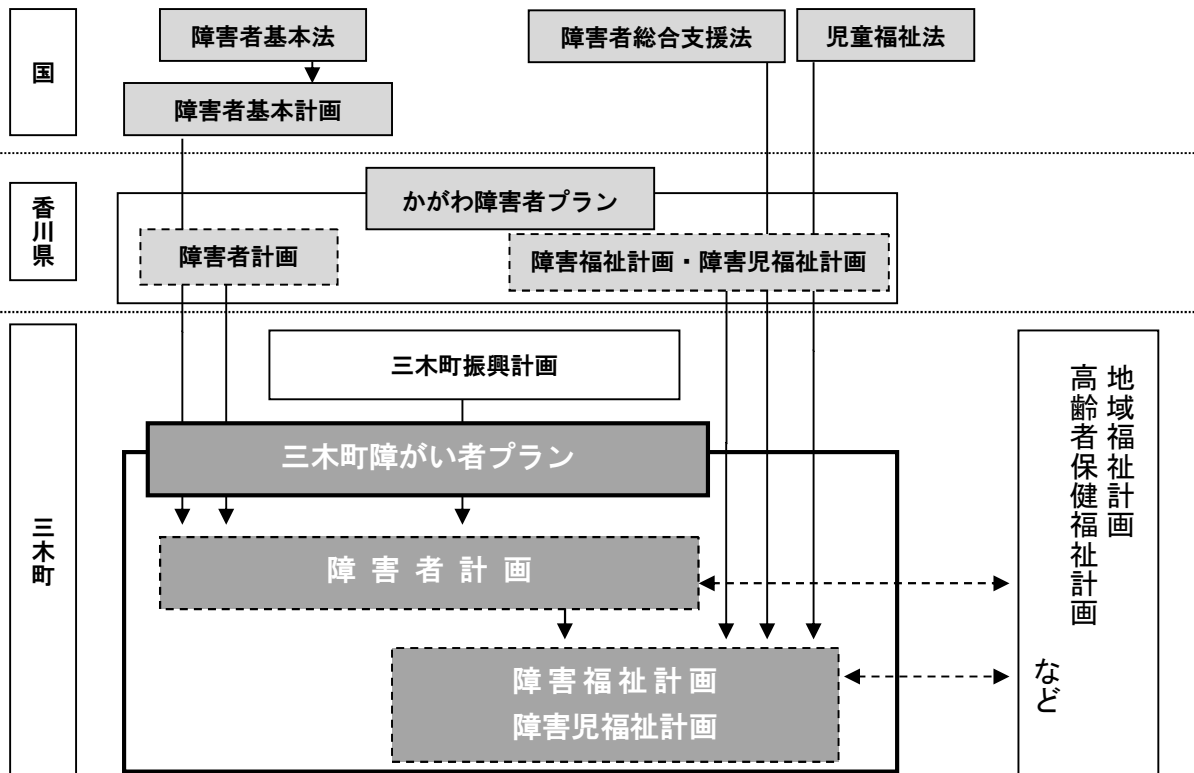 国
障害者基本法
障害者総合支援法
児童福祉法
障害者基本計画
香川県
かがわ障害者プラン
障害者計画
障害福祉計画・障害児福祉計画
三木町
三木町振興計画
三木町障がい者プラン
障害者計画
障害福祉計画
障害児福祉計画
地域福祉計画
高齢者保健福祉計画
など